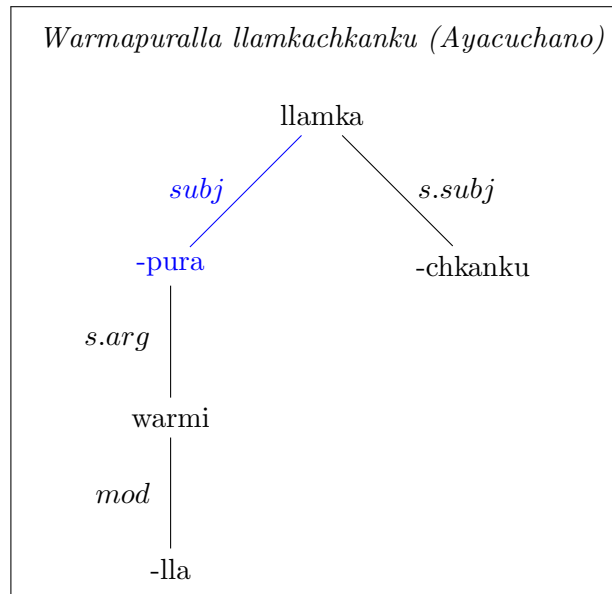 Warmapuralla llamkachkanku (Ayacuchano)
llamka
subj s.subj
-pura -chkanku
s.arg
warmi
mod
-lla